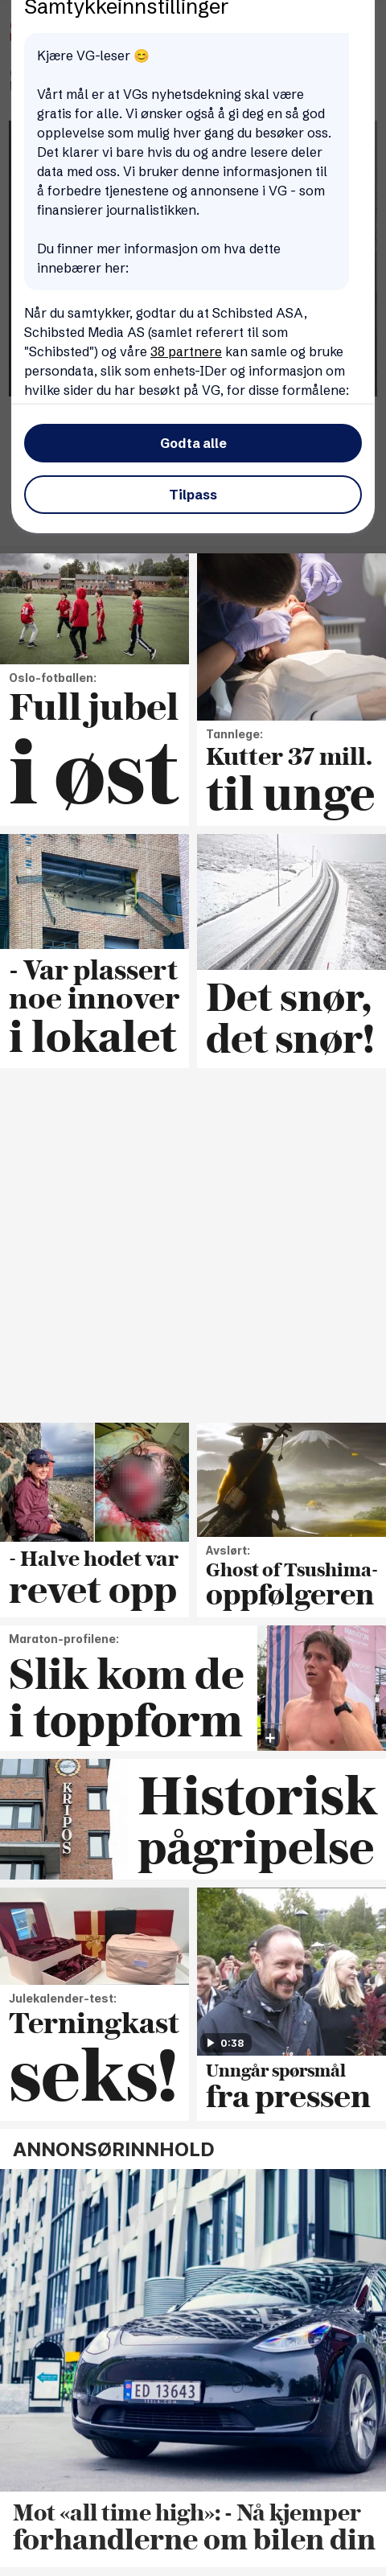 Samtykkeinnstillinger
Kjære VG-leser 😊
Vårt mål er at VGs nyhetsdekning skal være
gratis for alle. Vi ønsker også å gi deg en så god
opplevelse som mulig hver gang du besøker oss.
Det klarer vi bare hvis du og andre lesere deler
data med oss. Vi bruker denne informasjonen til
å forbedre tjenestene og annonsene i VG - som
finansierer journalistikken.
Du finner mer informasjon om hva dette
innebærer her:
Når du samtykker, godtar du at Schibsted ASA,
Schibsted Media AS (samlet referert til som
"Schibsted") og våre 38 partnere kan samle og bruke
persondata, slik som enhets-IDer og informasjon om
hvilke sider du har besøkt på VG, for disse formålene:
Godta alle
Tilpass
Oslo-fotballen:
Full jubel
i øst
Tannlege:
Kutter 37 mill.
til unge
- Var plassert
noe innover
i lokalet
Det snør,
det snør!
- Halve hodet var
revet opp
Avslørt:
Ghost of Tsushima-
oppfølgeren
Maraton-profilene:
Slik kom de
i toppform
KRIPOS
Historisk
pågripelse
Julekalender-test:
Terningkast
seks!
0:38
Unngår spørsmål
fra pressen
ANNONSØRINNHOLD
ED 13643
Mot «all time high»: - Nå kjemper
forhandlerne om bilen din